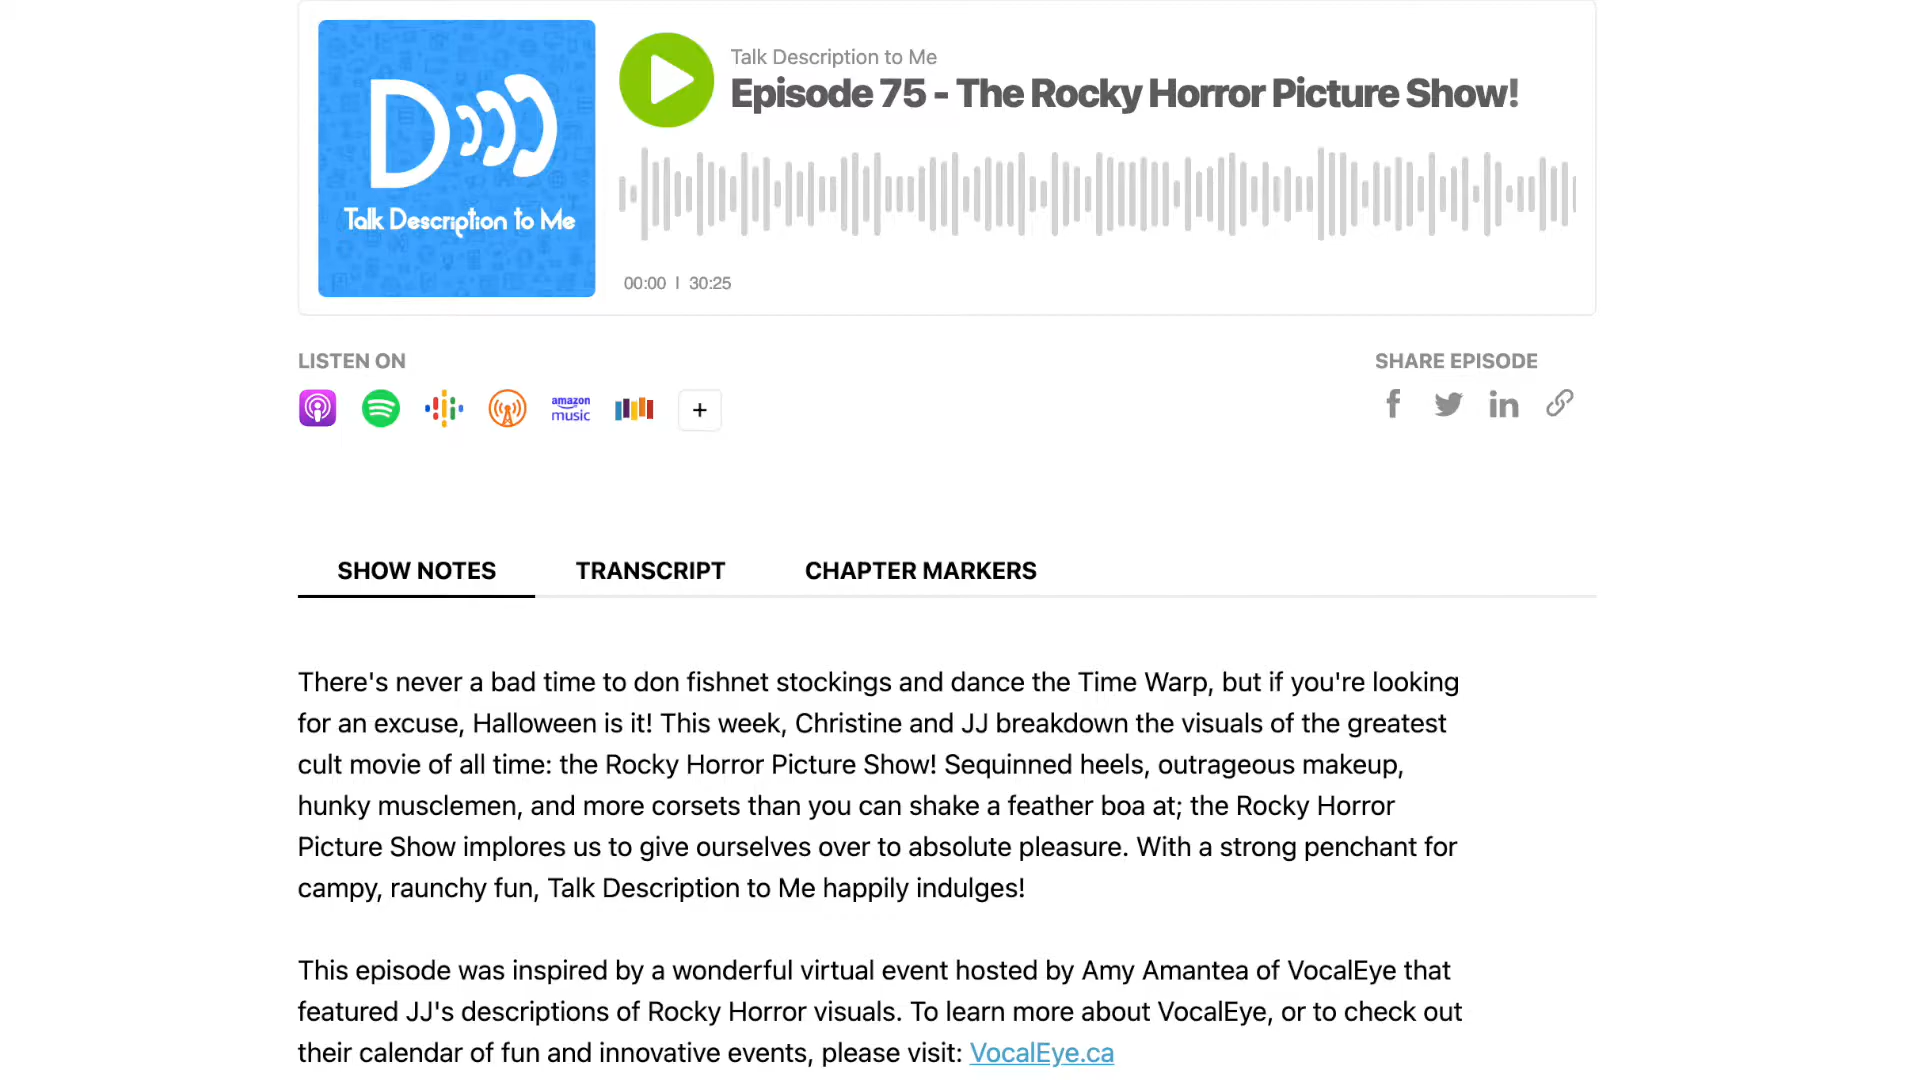 Talk Description to Me
Talk Description to Me
Episode 75 - The Rocky Horror Picture Show!
00:00 | 30:25
LISTEN ON
SHARE EPISODE
amazon
music
+
SHOW NOTES
TRANSCRIPT
CHAPTER MARKERS
There's never a bad time to don fishnet stockings and dance the Time Warp, but if you're looking
for an excuse, Halloween is it! This week, Christine and JJ breakdown the visuals of the greatest
cult movie of all time: the Rocky Horror Picture Show! Sequinned heels, outrageous makeup,
hunky musclemen, and more corsets than you can shake a feather boa at; the Rocky Horror
Picture Show implores us to give ourselves over to absolute pleasure. With a strong penchant for
campy, raunchy fun, Talk Description to Me happily indulges!
This episode was inspired by a wonderful virtual event hosted by Amy Amantea of VocalEye that
featured JJ's descriptions of Rocky Horror visuals. To learn more about VocalEye, or to check out
their calendar of fun and innovative events, please visit: VocalEye.ca